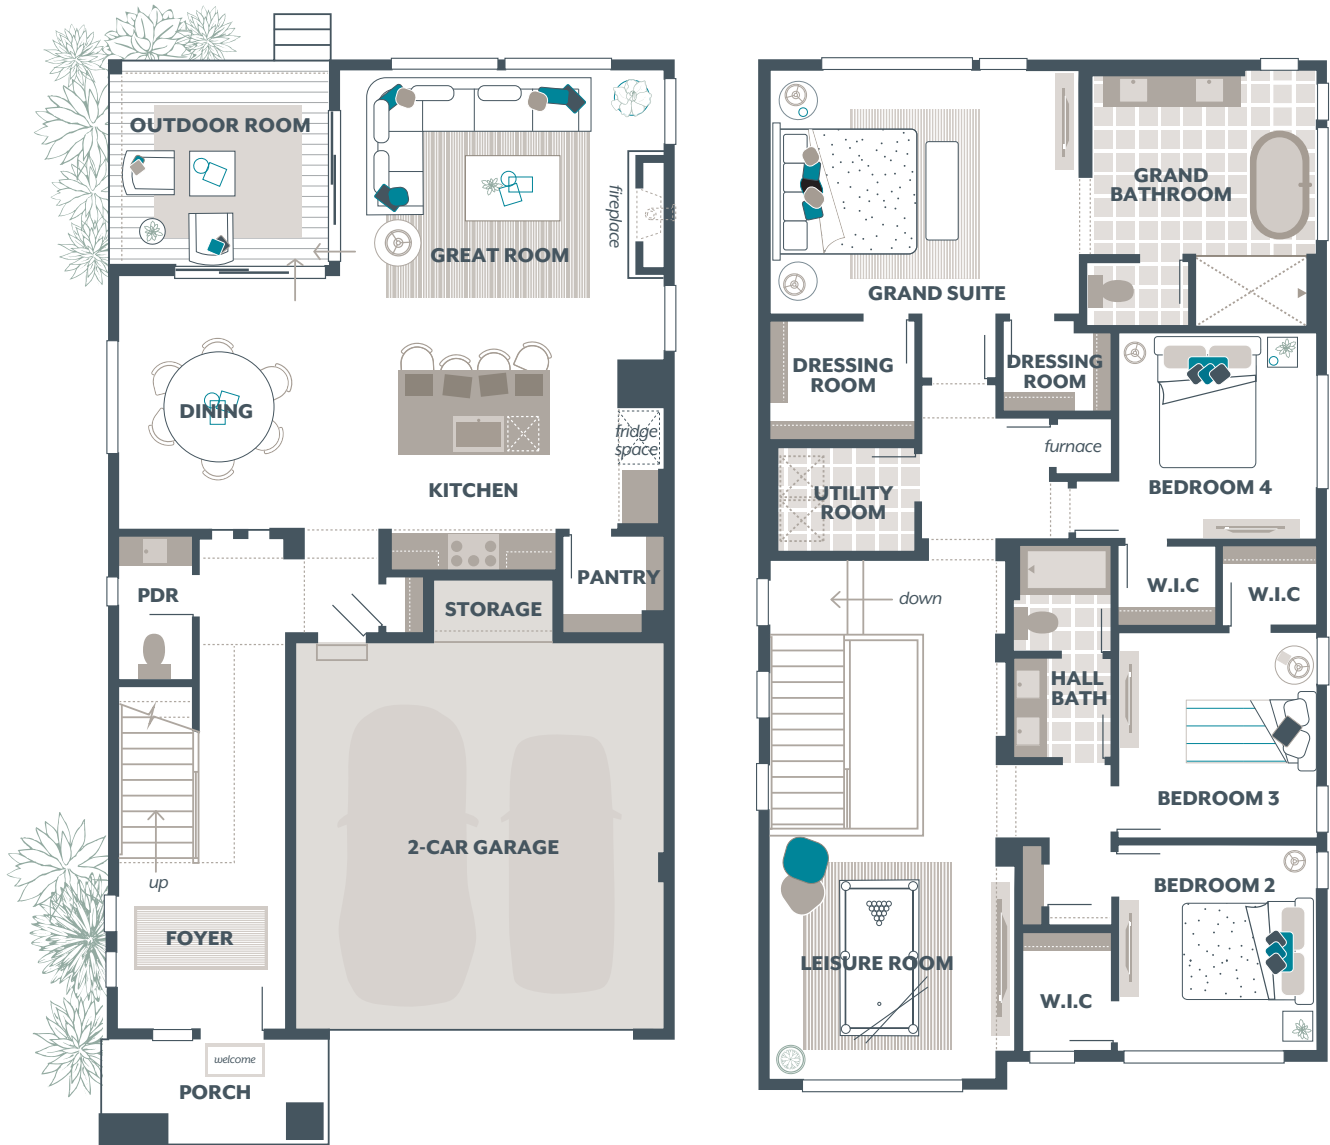 OUTDOOR ROOM
fireplace
GREAT ROOM
DINING
fridge
space
KITCHEN
PDR
PANTRY
STORAGE
2-CAR GARAGE
up
FOYER
welcome
PORCH
GRAND
BATHROOM
GRAND SUITE
DRESSING
ROOM
DRESSING
ROOM
furnace
UTILITY
ROOM
BEDROOM 4
W.I.C
W.I.C
down
HALL
BATH
BEDROOM 3
BEDROOM 2
LEISURE ROOM
W.I.C